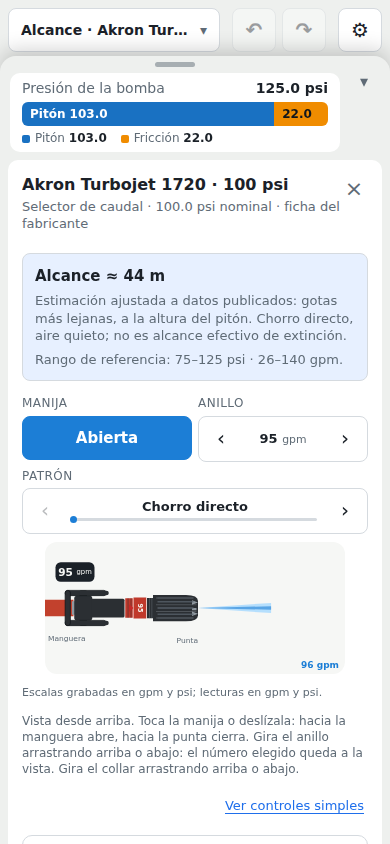 Alcance · Akron Tur...
Presión de la bomba 125.0 psi
Pitón 103.0 22.0
Pitón 103.0 Fricción 22.0
Akron Turbojet 1720 · 100 psi
Selector de caudal · 100.0 psi nominal · ficha del
fabricante
Alcance ≈ 44 m
Estimación ajustada a datos publicados: gotas
más lejanas, a la altura del pitón. Chorro directo,
aire quieto; no es alcance efectivo de extinción.
Rango de referencia: 75–125 psi · 26–140 gpm.
MANIJA ANILLO
Abierta 95 gpm
PATRÓN
Chorro directo
95 gpm
95
Manguera Punta
96 gpm
Escalas grabadas en gpm y psi; lecturas en gpm y psi.
Vista desde arriba. Toca la manija o deslízala: hacia la
manguera abre, hacia la punta cierra. Gira el anillo
arrastrando arriba o abajo: el número elegido queda a la
vista. Gira el collar arrastrando arriba o abajo.
Ver controles simples